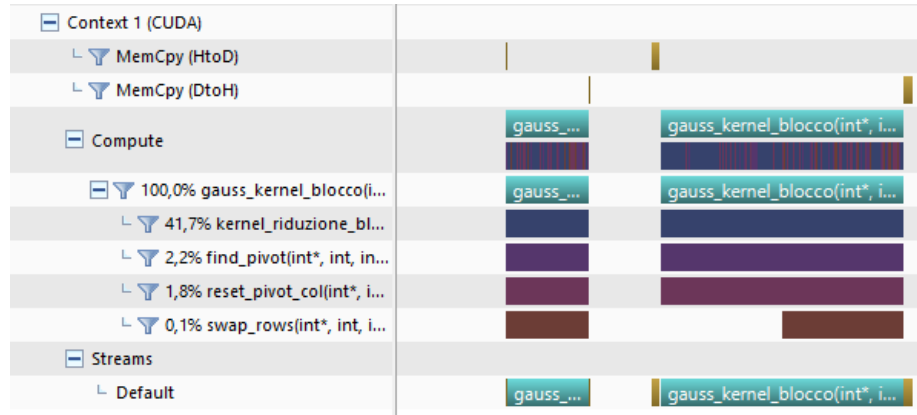 Context 1 (CUDA)
MemCpy (HtoD)
MemCpy (DtoH)
gauss_... gauss_kernel_blocco(int*, i...
Compute
100,0% gauss_kernel_blocco(i... gauss_... gauss_kernel_blocco(int*, i...
41,7% kernel_riduzione_bl...
2,2% find_pivot(int*, int, in...
1,8% reset_pivot_col(int*, i...
0,1% swap_rows(int*, int, i...
Streams
Default gauss_... gauss_kernel_blocco(int*, i...